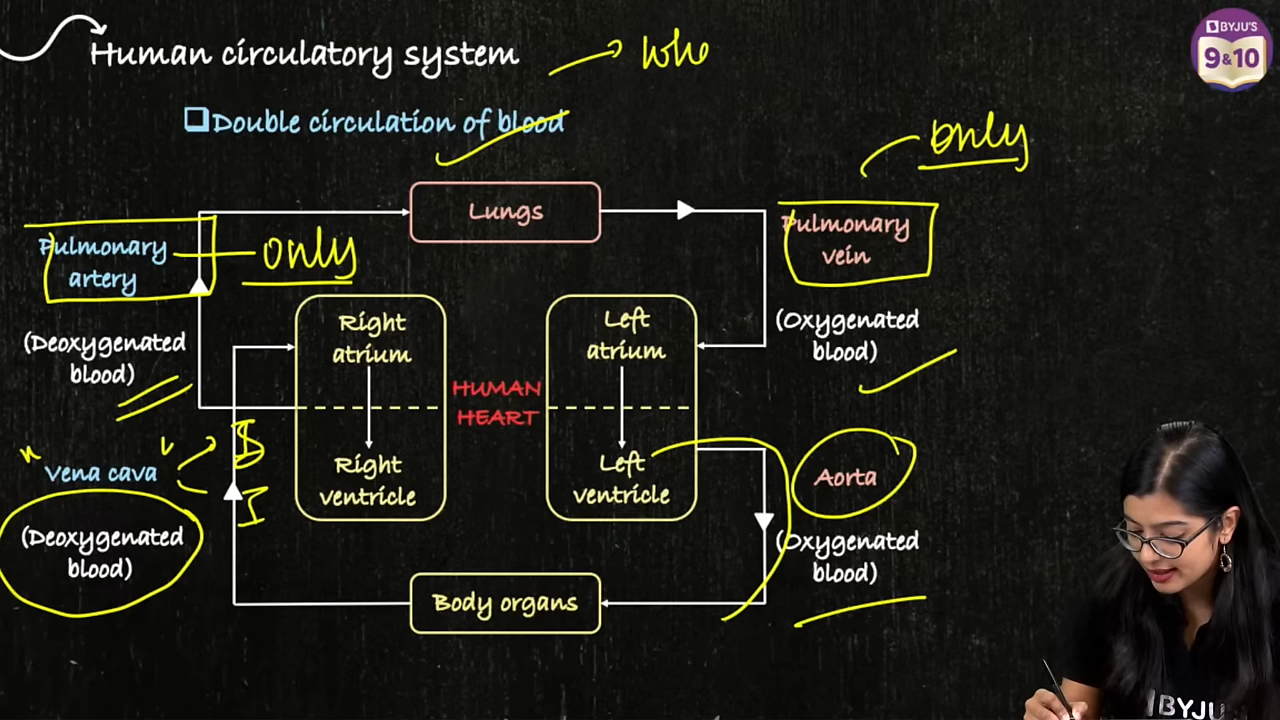 Human circulatory system
who
BYJU'S
9&10
Double circulation of blood
only
Lungs
Pulmonary
artery
only
Pulmonary
vein
(Deoxygenated
blood)
Right
atrium
Left
atrium
(Oxygenated
blood)
HUMAN
HEART
Vena cava
S
I
Right
ventricle
Left
ventricle
Aorta
(Deoxygenated
blood)
(Oxygenated
blood)
Body organs
BYJU